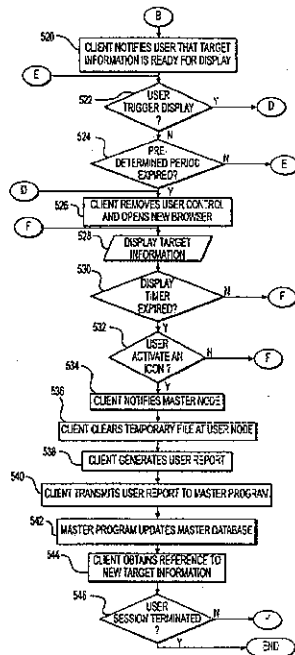 B
520
CLIENT NOTIFIES USER THAT TARGET
INFORMATION IS READY FOR DISPLAY
E
522
USER
TRIGGER DISPLAY
?
Y
D
N
524
PRE-
DETERMINED PERIOD
EXPIRED?
N
E
D
Y
526
CLIENT REMOVES USER CONTROL
AND OPENS NEW BROWSER
F
528
DISPLAY TARGET
INFORMATION
530
DISPLAY
TIMER
EXPIRED?
N
F
Y
532
USER
ACTIVATE AN
ICON?
N
F
Y
534
CLIENT NOTIFIES MASTER NODE
536
CLIENT CLEARS TEMPORARY FILE AT USER NODE
538
CLIENT GENERATES USER REPORT
540
CLIENT TRANSMITS USER REPORT TO MASTER PROGRAM
542
MASTER PROGRAM UPDATES MASTER DATABASE
544
CLIENT OBTAINS REFERENCE TO
NEW TARGET INFORMATION
546
USER
SESSION TERMINATED
?
N
Y
END